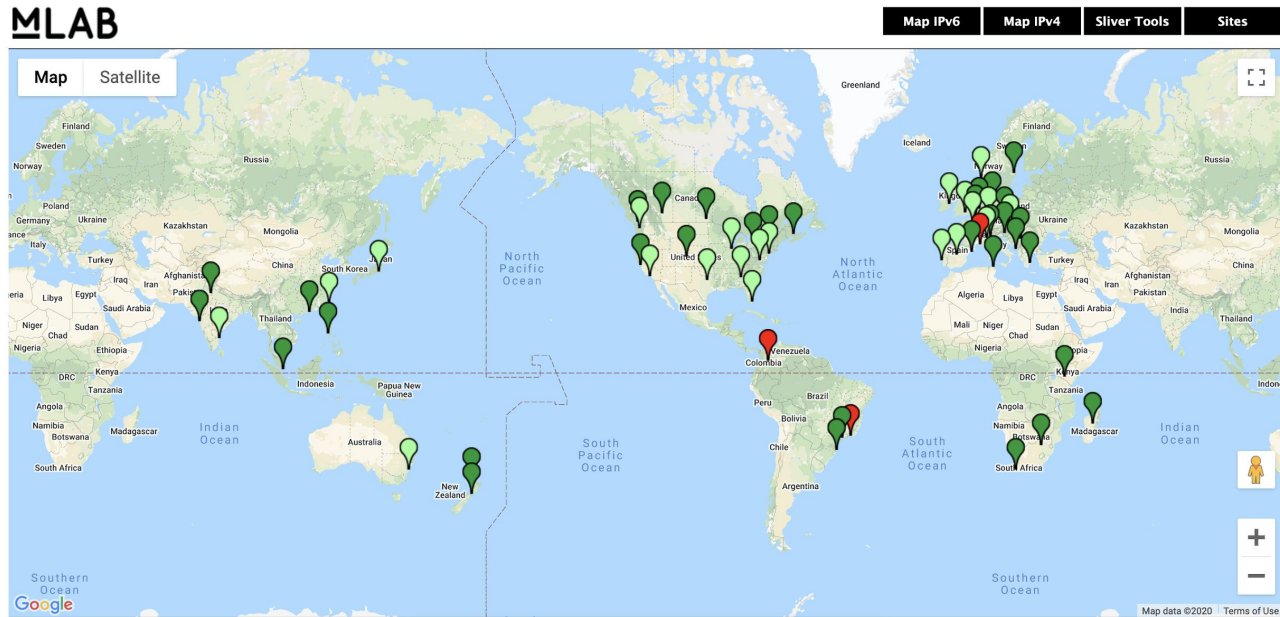 MLAB
Map IPv6
Map IPv4
Sliver Tools
Sites
Map
Satellite
Greenland
Finland
Sweden
Norway
Russia
Iceland
Finland
Russia
Canada
Poland
Germany
Ukraine
Kazakhstan
Mongolia
Italy
Turkey
China
South Korea
Japan
Afghanistan
Iraq
Iran
Libya
Egypt
Saudi Arabia
Thailand
Niger
Chad
Sudan
Nigeria
Ethiopia
DRC
Kenya
Tanzania
Indonesia
Papua New
Guinea
Angola
Namibia
Botswana
Madagascar
Indian
Ocean
Australia
South Africa
New
Zealand
North
Pacific
Ocean
Mexico
North
Atlantic
Ocean
Venezuela
Colombia
Brazil
Peru
Bolivia
Chile
Argentina
South
Pacific
Ocean
South
Atlantic
Ocean
Spain
Ukraine
Turkey
Kazakhstan
Mongolia
China
Afghanistan
Iraq
Iran
Pakistan
Algeria
Libya
Egypt
Saudi Arabia
India
Mali
Niger
Chad
Sudan
Thailand
Nigeria
DRC
Kenya
Tanzania
Angola
Namibia
Botswana
Madagascar
South Africa
Indian
Ocean
Southern
Ocean
Southern
Ocean
Google
Map data ©2020
Terms of Use